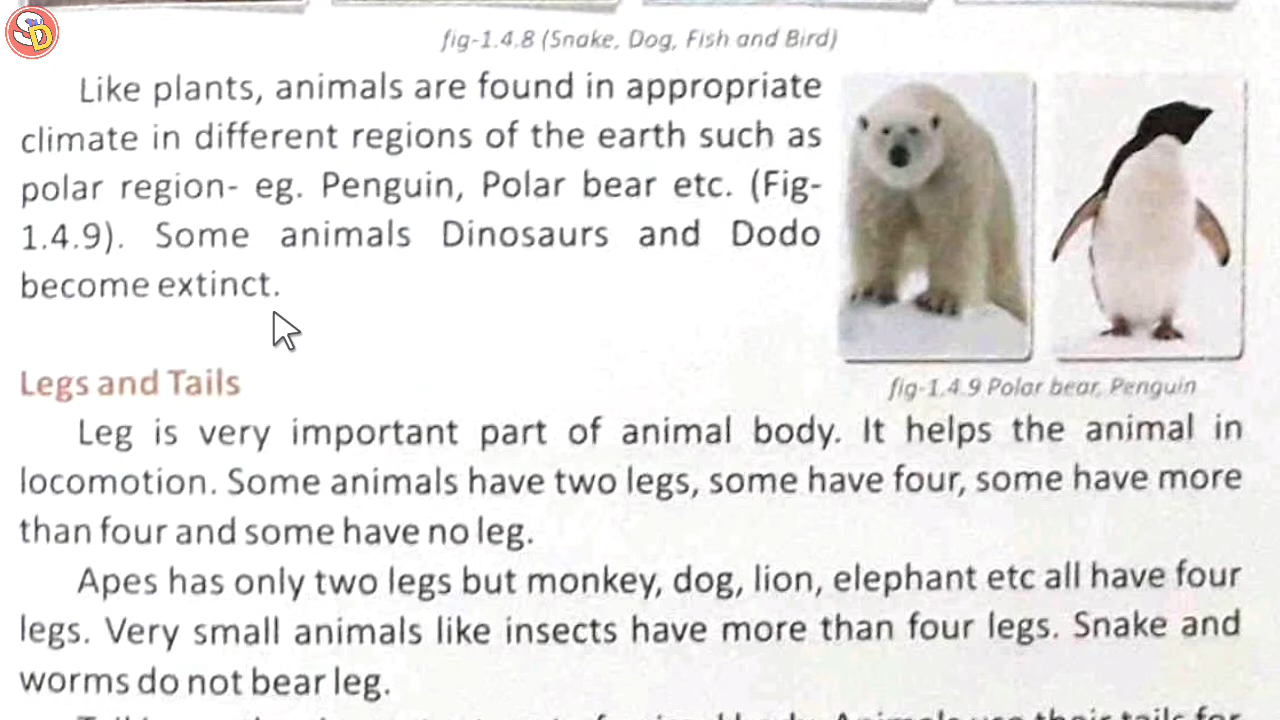 SD
fig-1.4.8 (Snake, Dog, Fish and Bird)
Like plants, animals are found in appropriate
climate in different regions of the earth such as
polar region- eg. Penguin, Polar bear etc. (Fig-
1.4.9). Some animals Dinosaurs and Dodo
become extinct.
fig-1.4.9 Polar bear, Penguin
Legs and Tails
Leg is very important part of animal body. It helps the animal in
locomotion. Some animals have two legs, some have four, some have more
than four and some have no leg.
Apes has only two legs but monkey, dog, lion, elephant etc all have four
legs. Very small animals like insects have more than four legs. Snake and
worms do not bear leg.